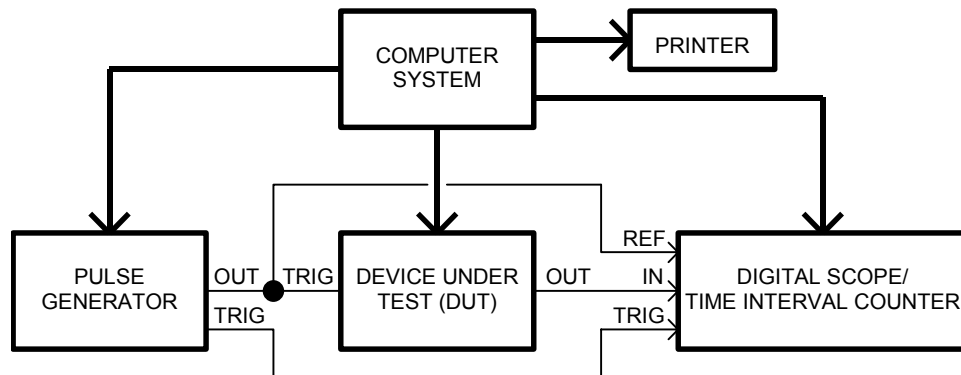 COMPUTER
SYSTEM
PRINTER
REF
PULSE
GENERATOR
OUT
TRIG
DEVICE UNDER
TEST (DUT)
OUT
IN
DIGITAL SCOPE/
TIME INTERVAL COUNTER
TRIG
TRIG